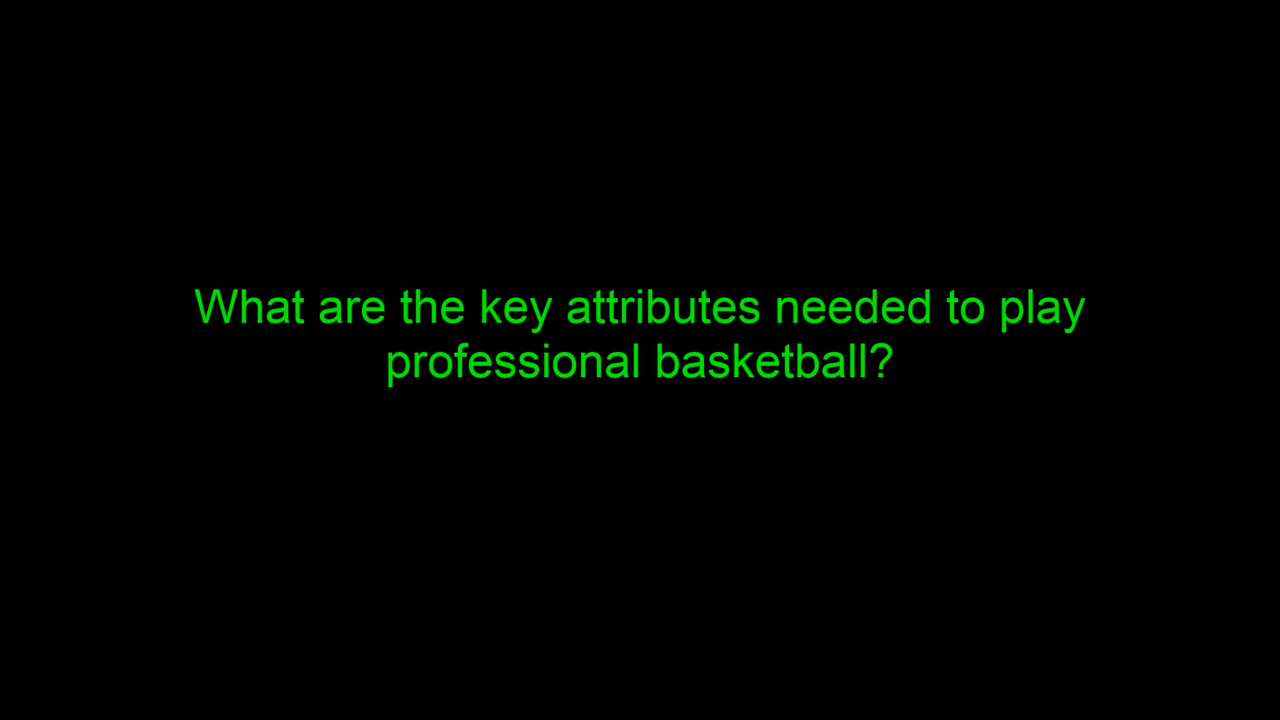 What are the key attributes needed to play
professional basketball?